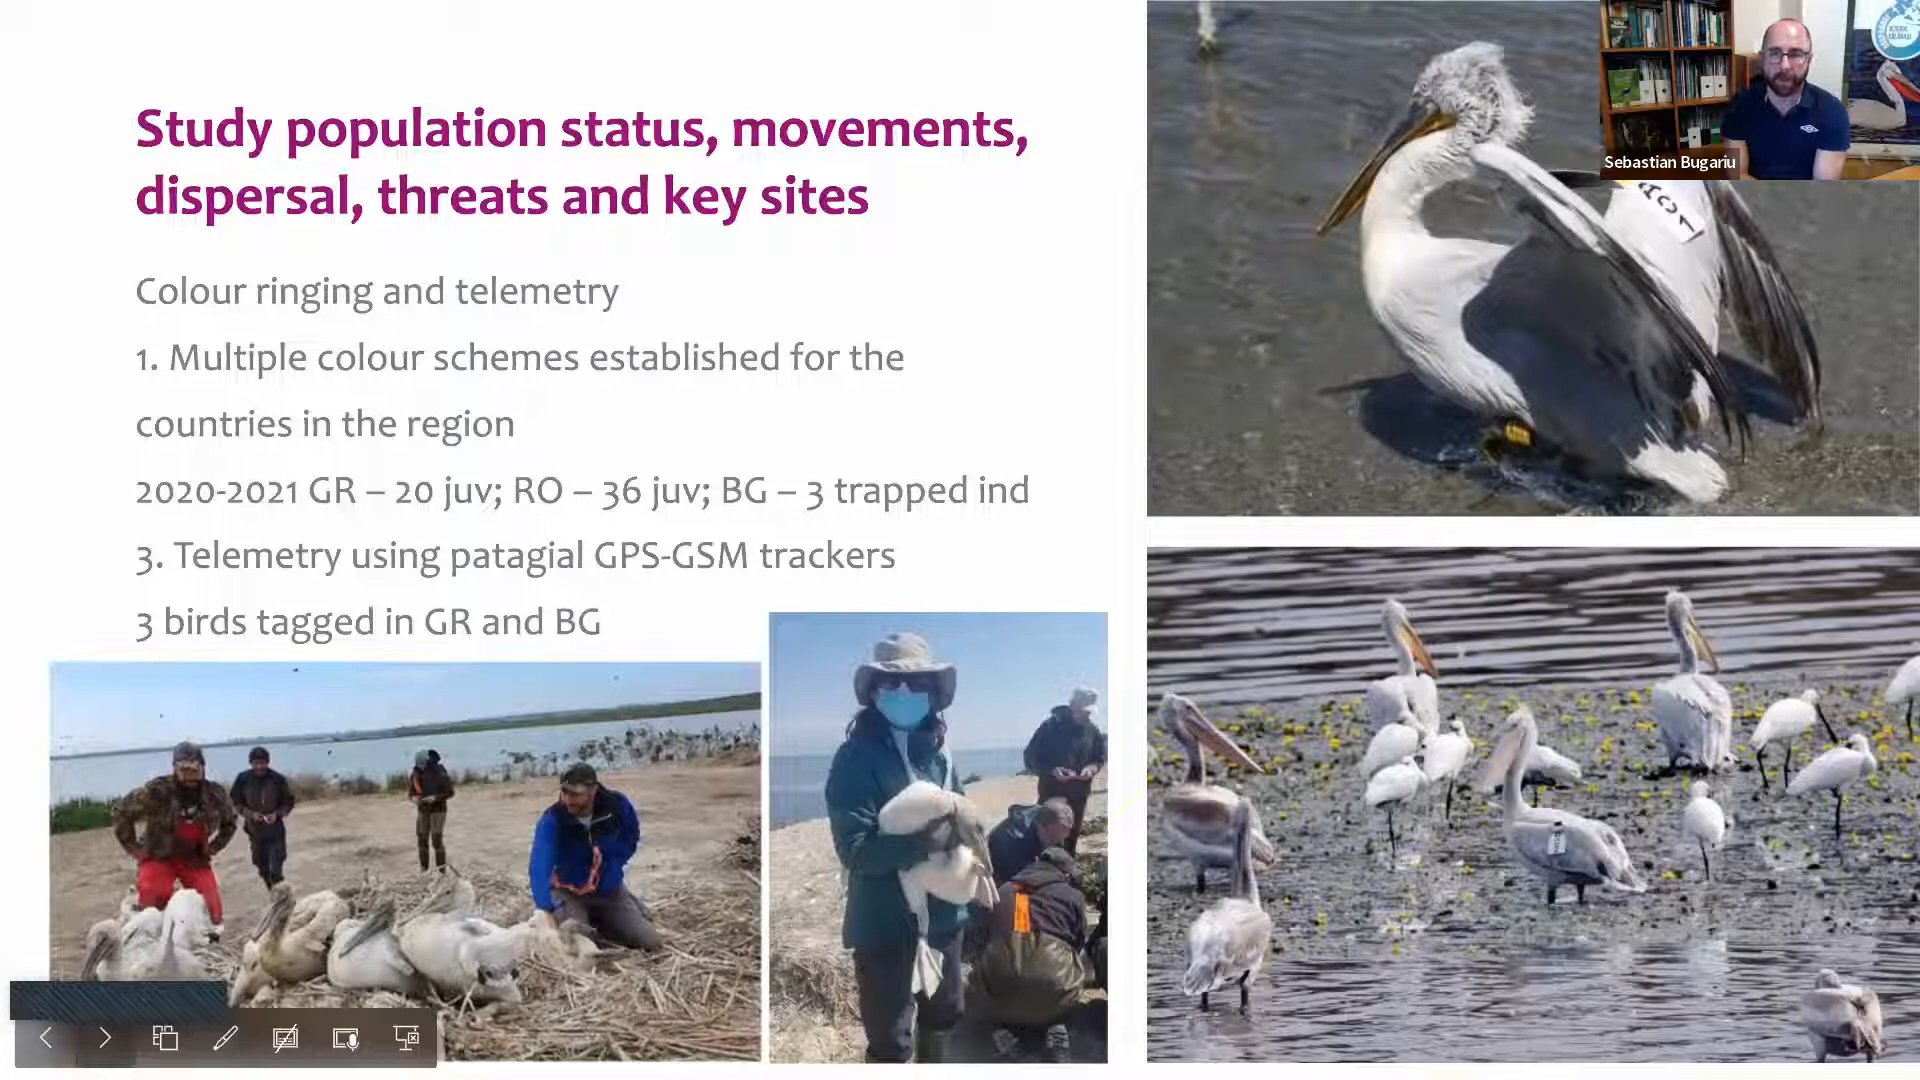 Study population status, movements,
dispersal, threats and key sites
Colour ringing and telemetry
1. Multiple colour schemes established for the
countries in the region
2020-2021 GR – 20 juv; RO – 36 juv; BG – 3 trapped ind
3. Telemetry using patagial GPS-GSM trackers
3 birds tagged in GR and BG
Sebastian Bugariu